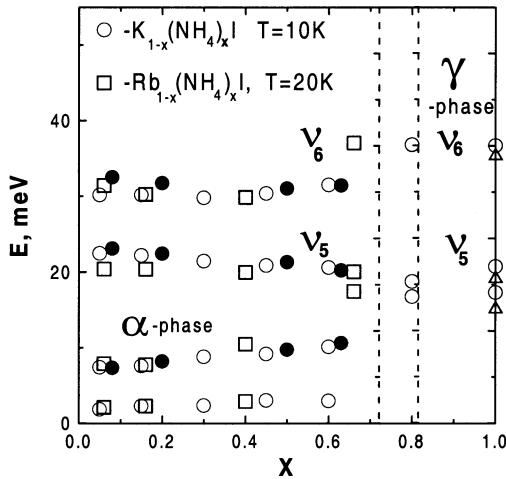 ○ -K₁₋ₓ(NH₄)ₓI T=10K
□ -Rb₁₋ₓ(NH₄)ₓI, T=20K
γ
-phase
ν₆
ν₆
ν₅
ν₅
α-phase
40
20
0
E, meV
0.0 0.2 0.4 0.6 0.8 1.0
X